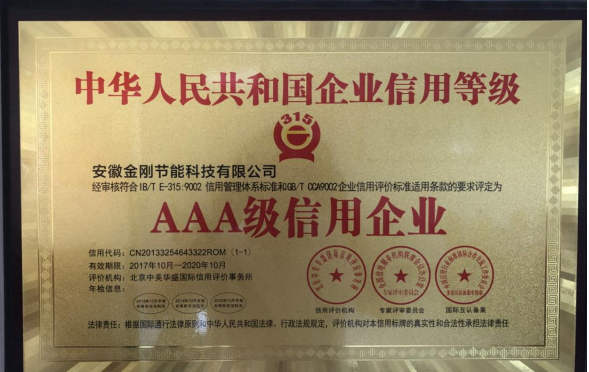 中华人民共和国企业信用等级
315
安徽金刚节能科技有限公司
经审核符合IB/T E-315:9002 信用管理体系标准和GB/T CCA9002企业信用评价标准适用条款的要求评定为
AAA级信用企业
信用代码：CN20133254643322ROM（1-1）
有效期限：2017年10月—2020年10月
评价机构：北京中美华盛国际信用评价事务所
年检信息：
专家评审委员会
信用评价机构 专家评审委员会 国际互认备案
法律责任：根据国际通行法律原则和中华人民共和国法律、行政法规规定，评价机构对本信用标牌的真实性和合法性承担法律责任